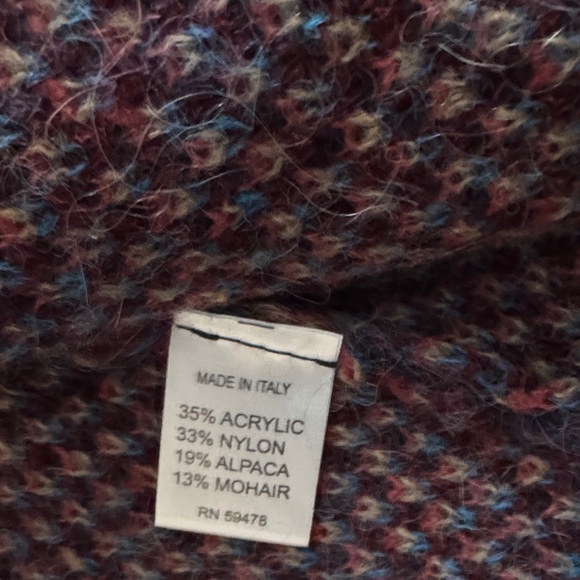 MADE IN ITALY
35% ACRYLIC
33% NYLON
19% ALPACA
13% MOHAIR
RN 59478